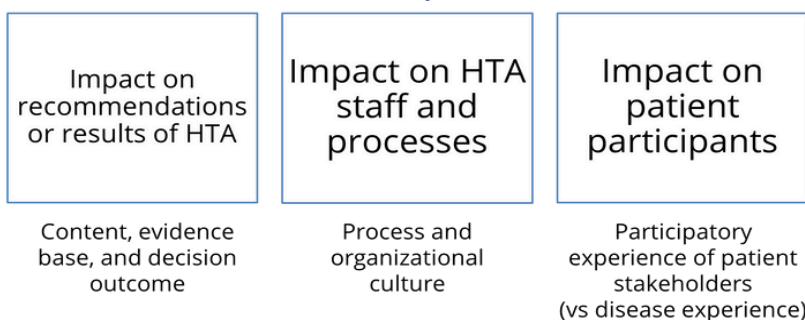 Impact on
recommendations
or results of HTA
Impact on HTA
staff and
processes
Impact on
patient
participants
Content, evidence
base, and decision
outcome
Process and
organizational
culture
Participatory
experience of patient
stakeholders
(vs disease experience)